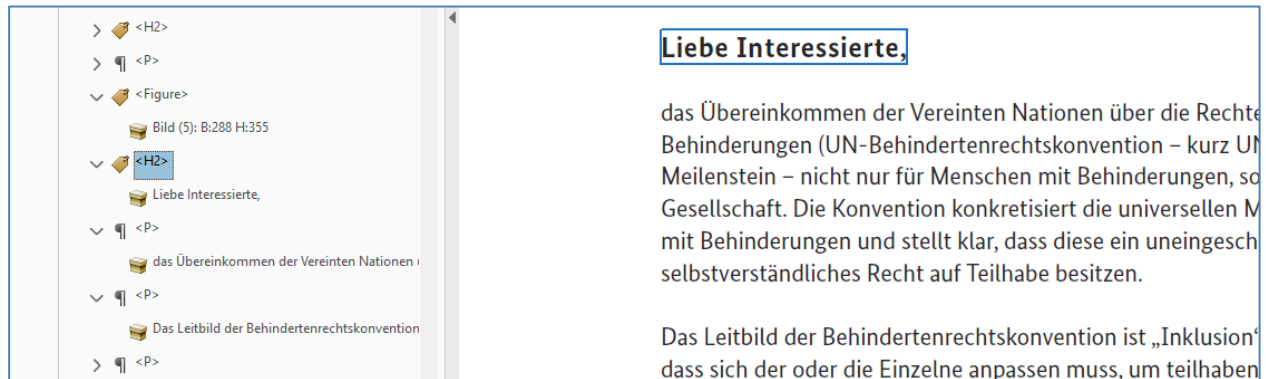 <H2>
<P>
<Figure>
Bild (5): B:288 H:355
<H2>
Liebe Interessierte,
<P>
das Übereinkommen der Vereinten Nationen
<P>
Das Leitbild der Behindertenrechtskonvention
<P>
Liebe Interessierte,
das Übereinkommen der Vereinten Nationen über die Rechte
Behinderungen (UN-Behindertenrechtskonvention – kurz UN
Meilenstein – nicht nur für Menschen mit Behinderungen, so
Gesellschaft. Die Konvention konkretisiert die universellen M
mit Behinderungen und stellt klar, dass diese ein uneingesch
selbstverständliches Recht auf Teilhabe besitzen.
Das Leitbild der Behindertenrechtskonvention ist „Inklusion“
dass sich der oder die Einzelne anpassen muss, um teilhaben